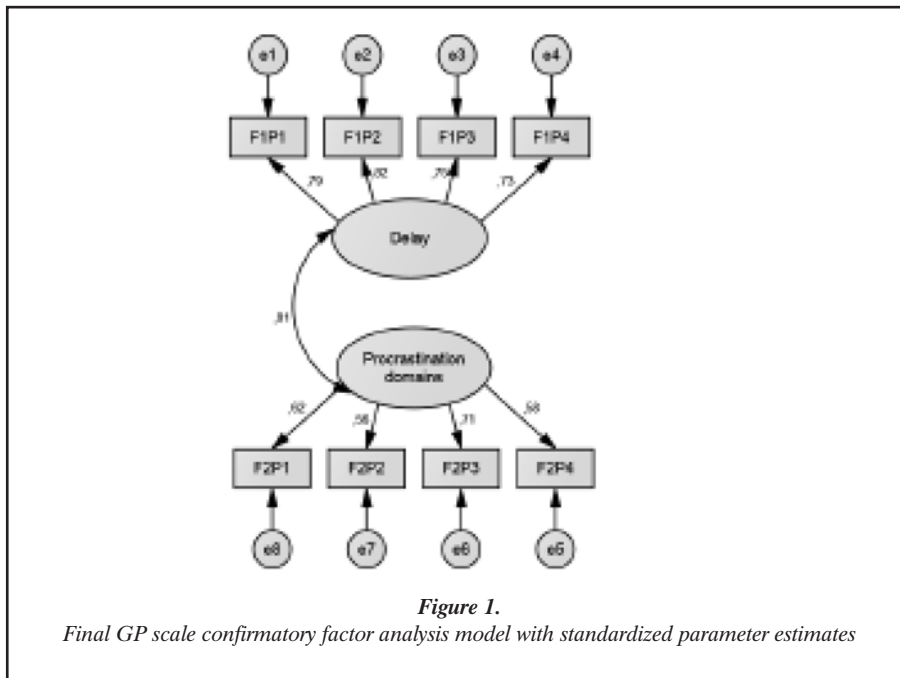 e1 e2 e3 e4
F1P1 F1P2 F1P3 F1P4
,79 ,82 ,73
Delay
,81
Procrastination
domains
,62 ,71 ,58
F2P1 F2P2 F2P3 F2P4
e8 e7 e6 e5
Figure 1.
Final GP scale confirmatory factor analysis model with standardized parameter estimates